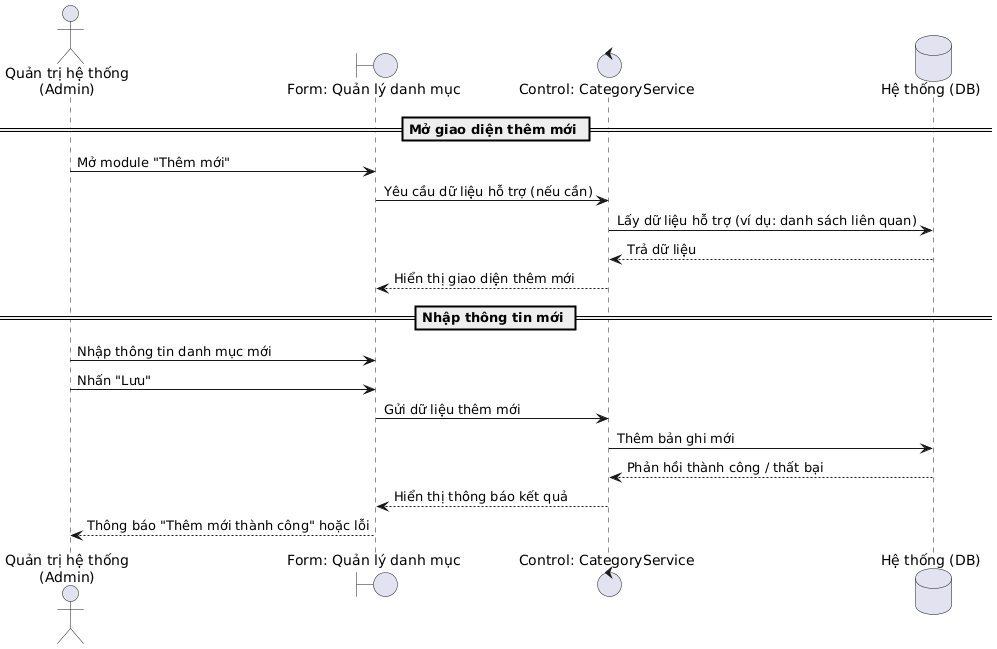 Quản trị hệ thống
(Admin)
Form: Quản lý danh mục
Control: CategoryService
Hệ thống (DB)
Mở giao diện thêm mới
Mở module "Thêm mới"
Yêu cầu dữ liệu hỗ trợ (nếu cần)
Lấy dữ liệu hỗ trợ (ví dụ: danh sách liên quan)
Trả dữ liệu
Hiển thị giao diện thêm mới
Nhập thông tin mới
Nhập thông tin danh mục mới
Nhấn "Lưu"
Gửi dữ liệu thêm mới
Thêm bản ghi mới
Phản hồi thành công / thất bại
Hiển thị thông báo kết quả
Thông báo "Thêm mới thành công" hoặc lỗi
Quản trị hệ thống
(Admin)
Form: Quản lý danh mục
Control: CategoryService
Hệ thống (DB)